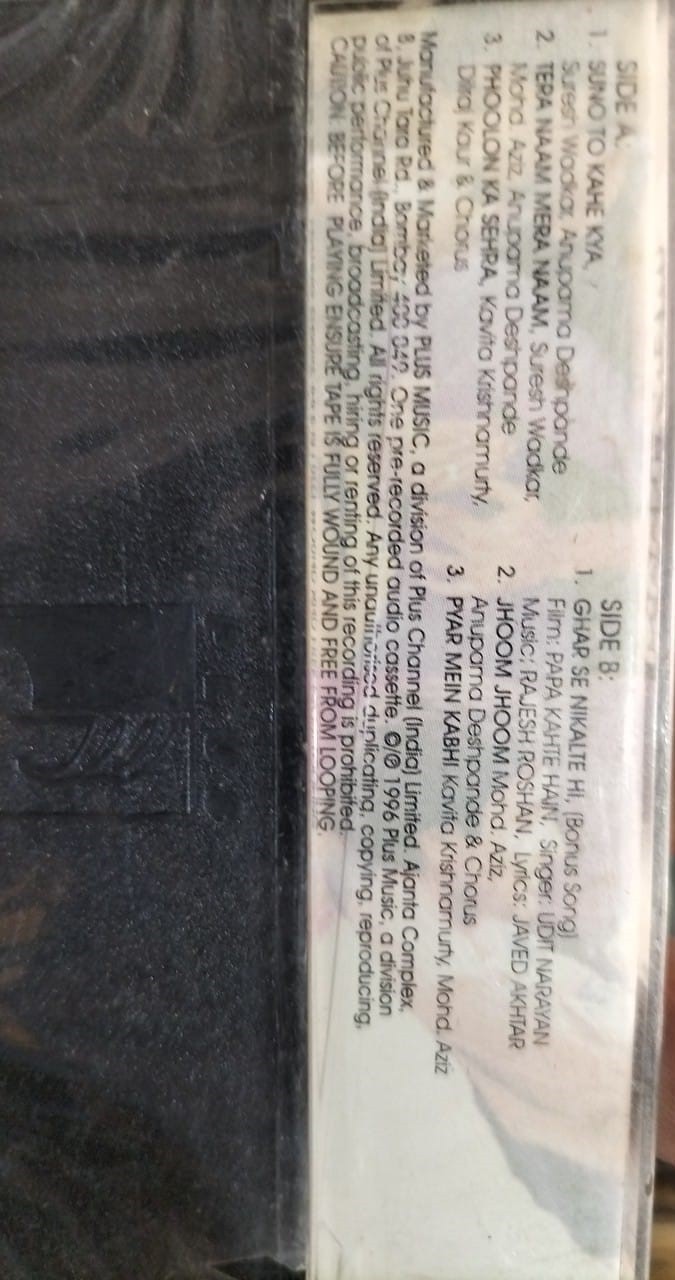 SIDE A:
1. SUNO TO KAHE KYA,
Suresh Wadkar, Anupama Deshpande
2. TERA NAAM MERA NAAM, Suresh Wadkar,
Mohd. Aziz, Anupama Deshpande
3. PHOOLON KA SEHRA, Kavita Krishnamurty,
Dilraj Kaur & Chorus
SIDE B:
1. GHAR SE NIKALTE HI, (Bonus Song)
Film: PAPA KAHTE HAIN, Singer: UDIT NARAYAN
Music: RAJESH ROSHAN, Lyrics: JAVED AKHTAR
2. JHOOM JHOOM Mohd. Aziz,
Anupama Deshpande & Chorus
3. PYAR MEIN KABHI Kavita Krishnamurty, Mohd. Aziz
Manufactured & Marketed by PLUS MUSIC, a division of Plus Channel (India) Limited. Ajanta Complex,
8, Juhu Tara Rd., Bombay 400 049. One pre-recorded audio cassette. ©/℗ 1996 Plus Music, a division
of Plus Channel (India) Limited. All rights reserved. Any unauthorised duplicating, copying, reproducing,
public performance, broadcasting, hiring or renting of this recording is prohibited.
CAUTION: BEFORE PLAYING ENSURE TAPE IS FULLY WOUND AND FREE FROM LOOPING.